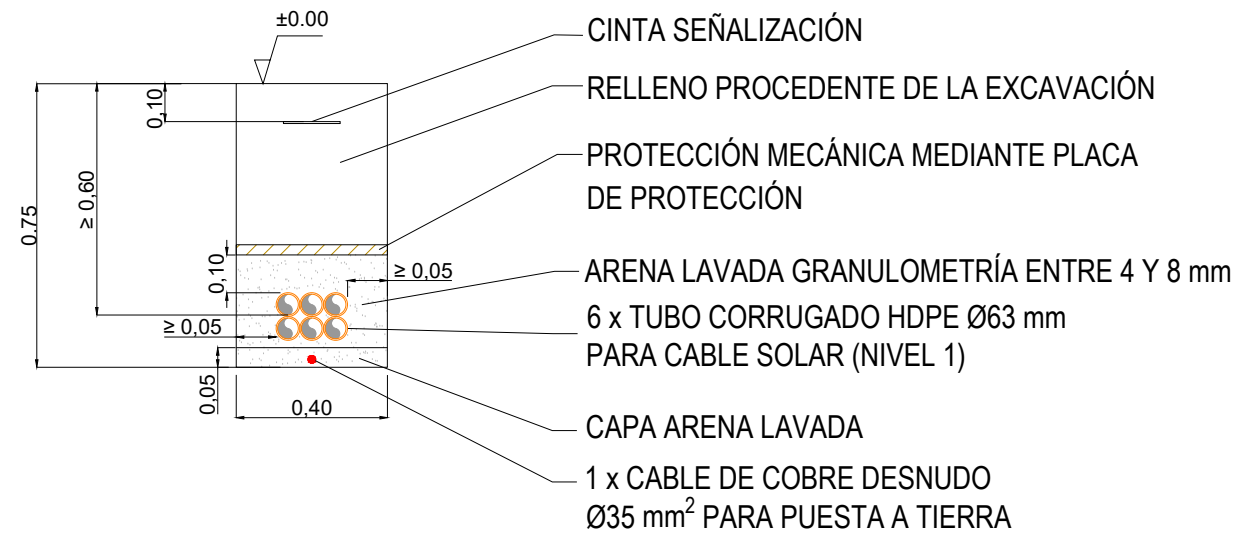 ±0.00
CINTA SEÑALIZACIÓN
RELLENO PROCEDENTE DE LA EXCAVACIÓN
PROTECCIÓN MECÁNICA MEDIANTE PLACA
DE PROTECCIÓN
ARENA LAVADA GRANULOMETRÍA ENTRE 4 Y 8 mm
6 x TUBO CORRUGADO HDPE Ø63 mm
PARA CABLE SOLAR (NIVEL 1)
CAPA ARENA LAVADA
1 x CABLE DE COBRE DESNUDO
Ø35 mm² PARA PUESTA A TIERRA
0.75
≥ 0,60
0,10
0,10
≥ 0,05
≥ 0,05
0,05
0,40